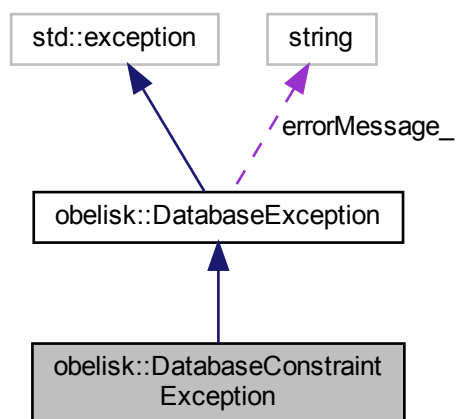 std::exception
string
errorMessage_
obelisk::DatabaseException
obelisk::DatabaseConstraint
Exception